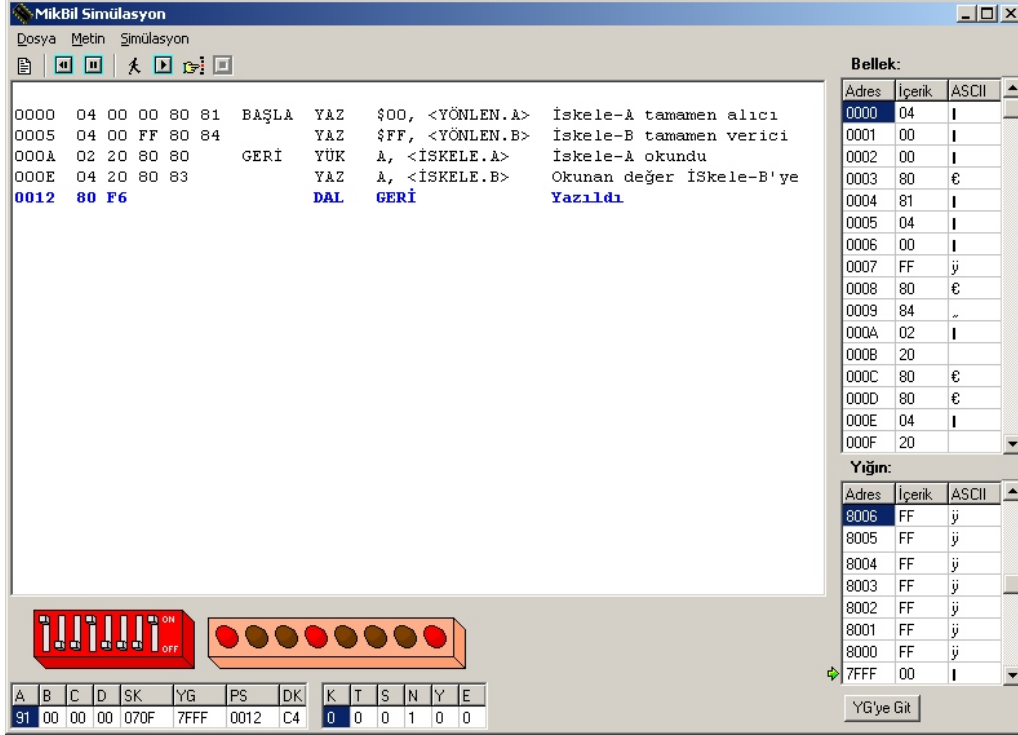 MikBil Simülasyon
Dosya Metin Simülasyon
0000 04 00 00 80 81 BAŞLA YAZ $00, <YÖNLEN.A> İskele-A tamamen alıcı
0005 04 00 FF 80 84 YAZ $FF, <YÖNLEN.B> İskele-B tamamen verici
000A 02 20 80 80 GERİ YÜK A, <İSKELE.A> İskele-A okundu
000E 04 20 80 83 YAZ A, <İSKELE.B> Okunan değer İSkele-B'ye
0012 80 F6 DAL GERİ Yazıldı
ON
OFF
A B C D SK YG PS DK
91 00 00 00 070F 7FFF 0012 C4
K T S N Y E
0 0 0 1 0 0
Bellek:
Adres İçerik ASCII
0000 04
0001 00
0002 00
0003 80 €
0004 81
0005 04
0006 00
0007 FF ÿ
0008 80 €
0009 84 „
000A 02
000B 20
000C 80 €
000D 80 €
000E 04
000F 20
Yığın:
Adres İçerik ASCII
8006 FF ÿ
8005 FF ÿ
8004 FF ÿ
8003 FF ÿ
8002 FF ÿ
8001 FF ÿ
8000 FF ÿ
7FFF 00
YG'ye Git